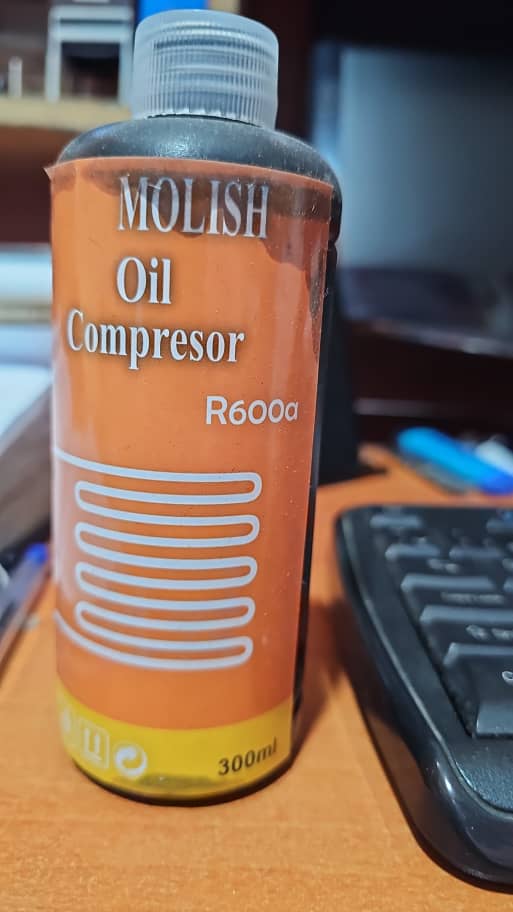 MOLISH
Oil
Compresor
R600a
300ml